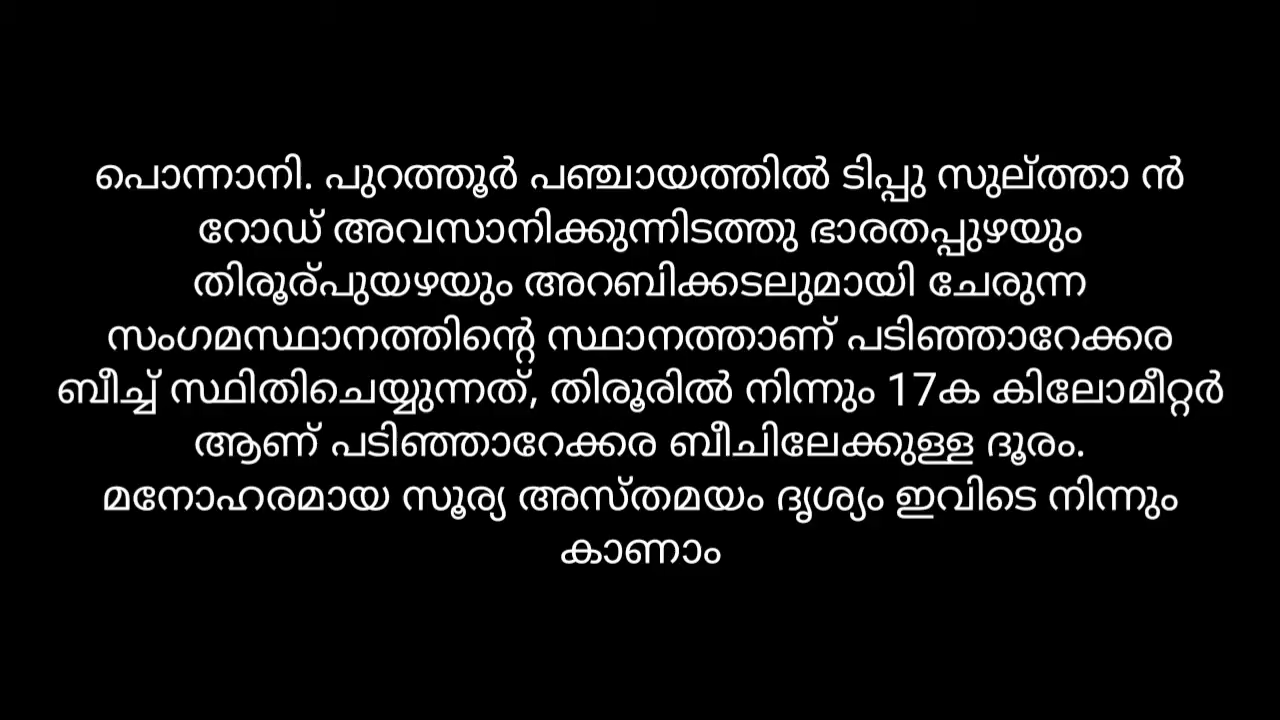 പൊന്നാനി. പുറത്തൂർ പഞ്ചായത്തിൽ ടിപ്പു സുല്ത്താ ൻ
റോഡ് അവസാനിക്കുന്നിടത്തു ഭാരതപ്പുഴയും
തിരൂര്പുയഴയും അറബിക്കടലുമായി ചേരുന്ന
സംഗമസ്ഥാനത്തിന്റെ സ്ഥാനത്താണ് പടിഞ്ഞാറേക്കര
ബീച്ച് സ്ഥിതിചെയ്യുന്നത്, തിരൂരിൽ നിന്നും 17ക കിലോമീറ്റർ
ആണ് പടിഞ്ഞാറേക്കര ബീചിലേക്കുള്ള ദൂരം.
മനോഹരമായ സൂര്യ അസ്തമയം ദൃശ്യം ഇവിടെ നിന്നും
കാണാം